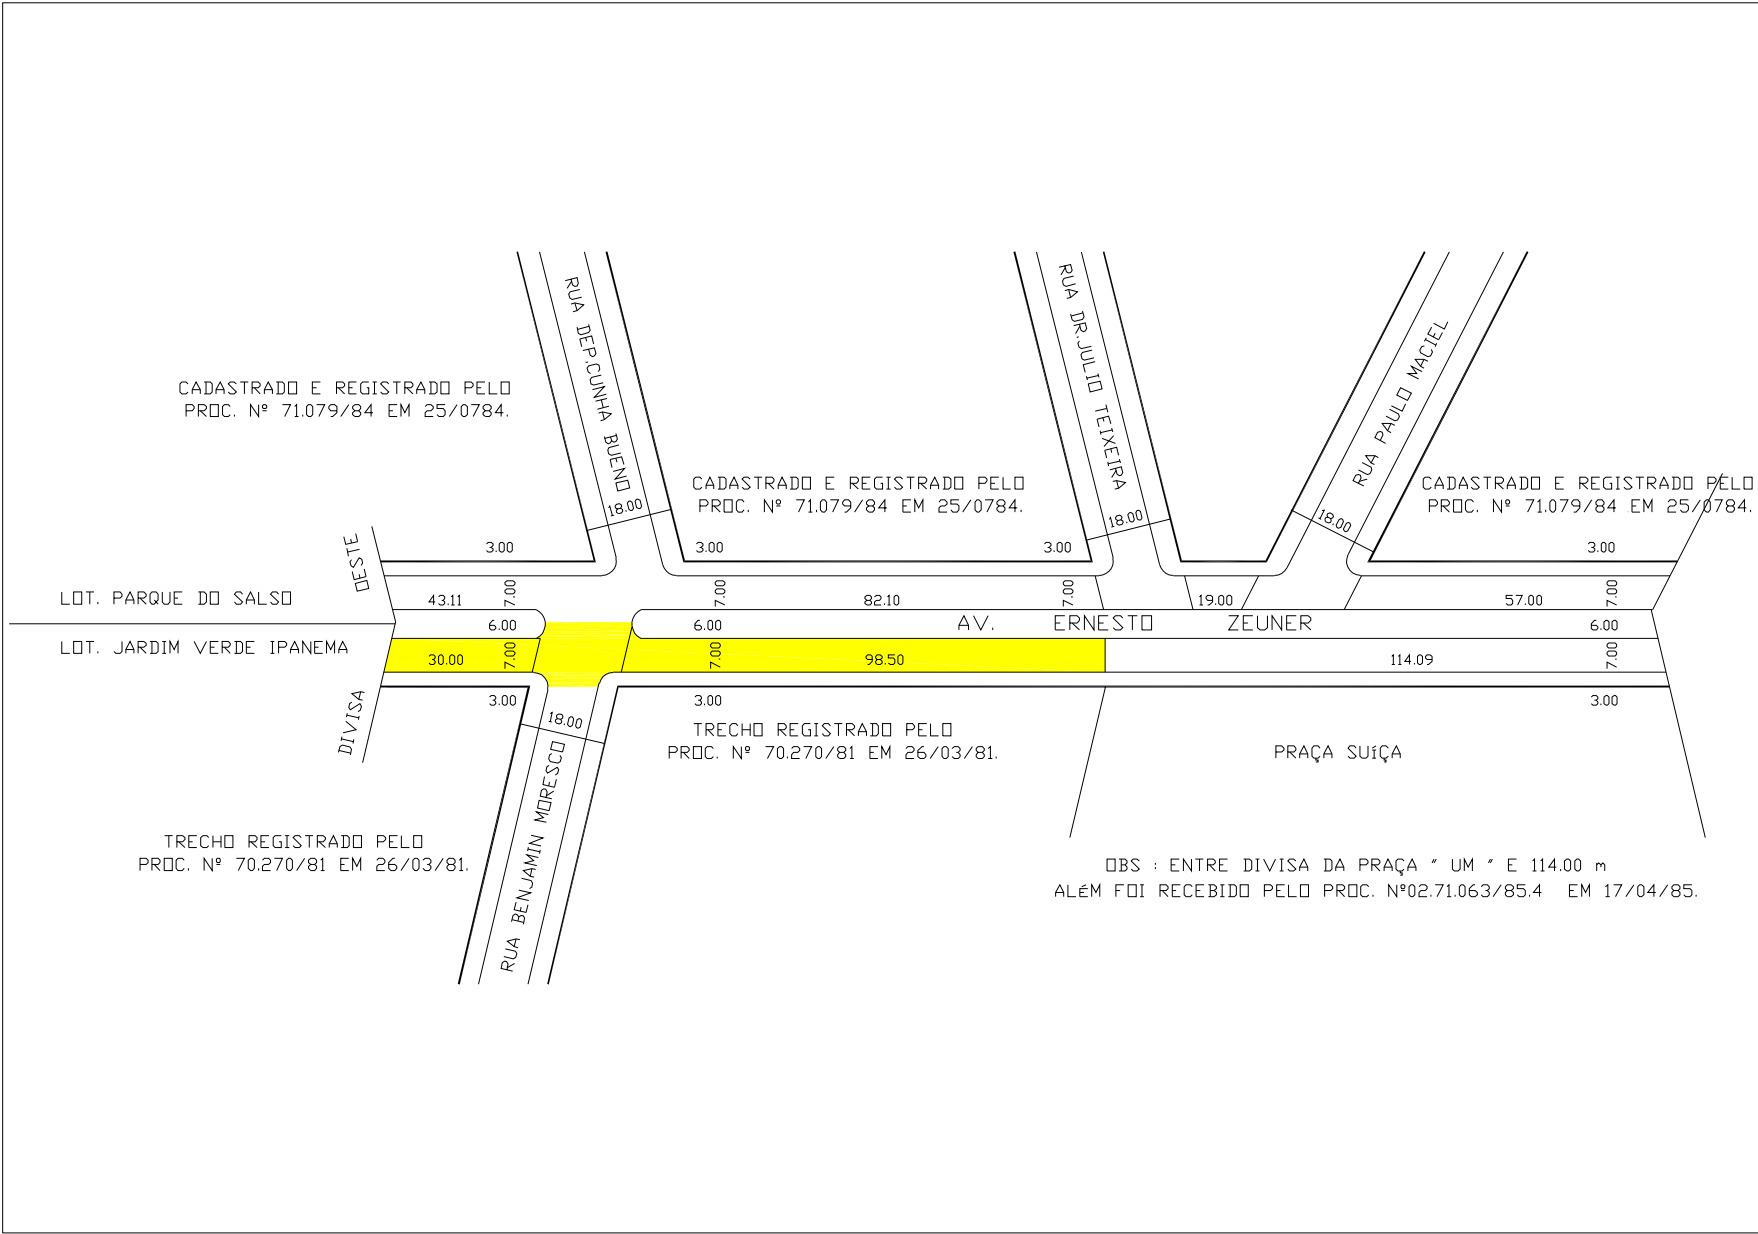 RUA DEP.CUNHA BUENO
RUA DR.JULIO TEIXEIRA
RUA PAULO MACIEL
CADASTRADO E REGISTRADO PELO
PROC. Nº 71.079/84 EM 25/0784.
CADASTRADO E REGISTRADO PELO
PROC. Nº 71.079/84 EM 25/0784.
CADASTRADO E REGISTRADO PELO
PROC. Nº 71.079/84 EM 25/0784.
18.00
18.00
18.00
OESTE
3.00
3.00
3.00
3.00
LOT. PARQUE DO SALSO
43.11
7.00
7.00
82.10
7.00
19.00
57.00
7.00
6.00
6.00
AV. ERNESTO ZEUNER
6.00
LOT. JARDIM VERDE IPANEMA
30.00
7.00
7.00
98.50
114.09
7.00
DIVISA
3.00
3.00
3.00
18.00
TRECHO REGISTRADO PELO
PROC. Nº 70.270/81 EM 26/03/81.
PRAÇA SUíÇA
RUA BENJAMIN MORESCO
TRECHO REGISTRADO PELO
PROC. Nº 70.270/81 EM 26/03/81.
OBS : ENTRE DIVISA DA PRAÇA " UM " E 114.00 m
ALéM FOI RECEBIDO PELO PROC. Nº02.71.063/85.4 EM 17/04/85.